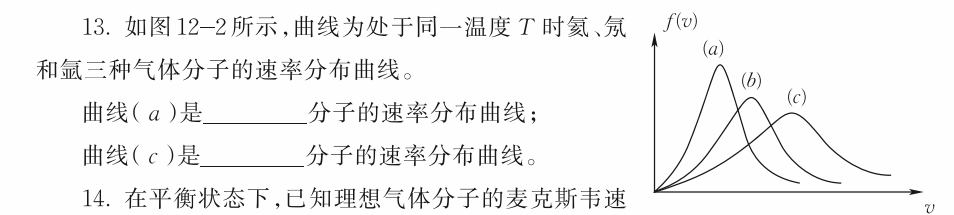 13. 如图12-2所示,曲线为处于同一温度 T 时氦、氖
和氩三种气体分子的速率分布曲线。
曲线( a )是________分子的速率分布曲线;
曲线( c )是________分子的速率分布曲线。
14. 在平衡状态下,已知理想气体分子的麦克斯韦速
f(v)
(a)
(b)
(c)
v